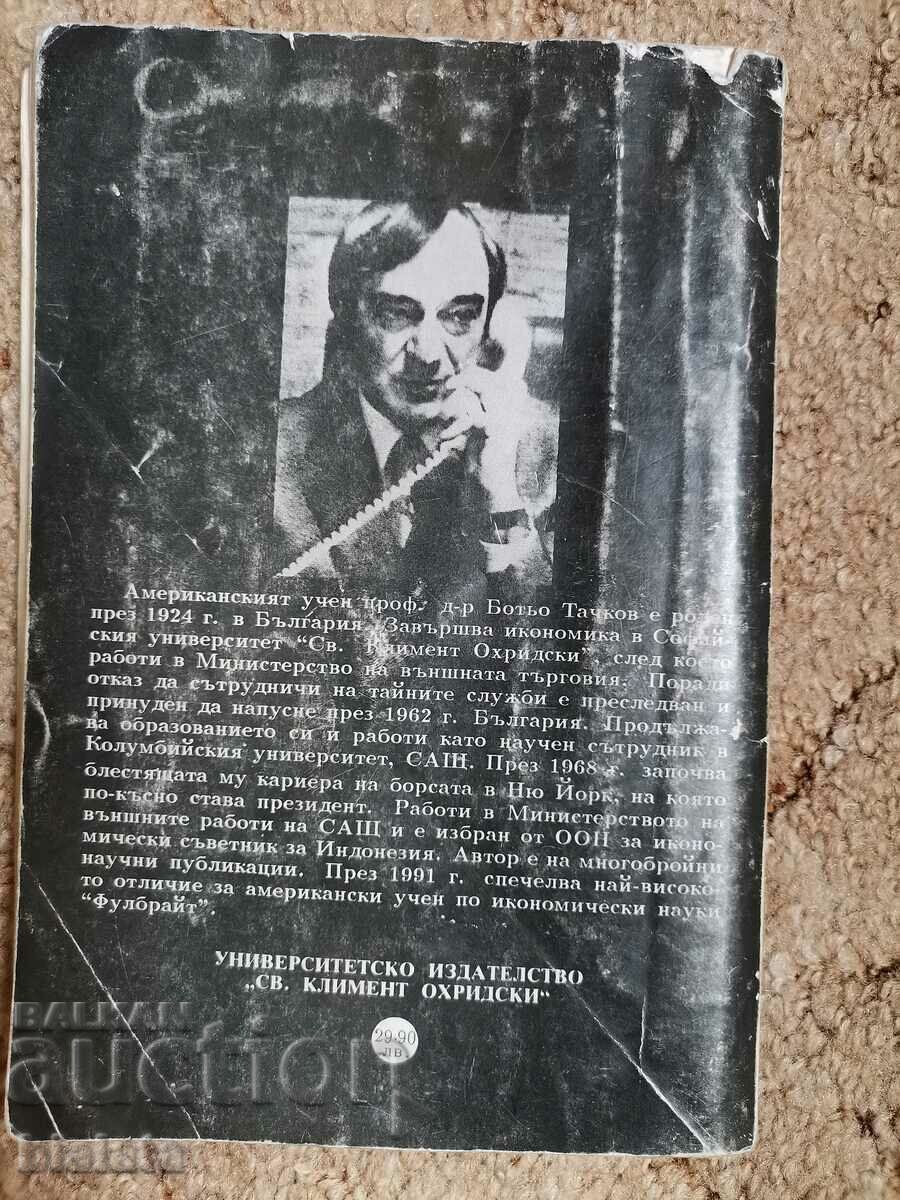 Американският учен проф. д-р Ботьо Тачков е роден
през 1924 г. в България. Завършва икономика в Софий-
ския университет "Св. Климент Охридски", след което
работи в Министерство на външната търговия. Поради
отказ да сътрудничи на тайните служби е преследван и
принуден да напусне през 1962 г. България. Продължа-
ва образованието си и работи като научен сътрудник в
Колумбийския университет, САЩ. През 1968 г. започва
блестящата му кариера на борсата в Ню Йорк, на която
по-късно става президент. Работи в Министерството на
външните работи на САЩ и е избран от ООН за иконо-
мически съветник за Индонезия. Автор е на многобройни
научни публикации. През 1991 г. спечелва най-високо-
то отличие за американски учен по икономически науки
"Фулбрайт".
УНИВЕРСИТЕТСКО ИЗДАТЕЛСТВО
„СВ. КЛИМЕНТ ОХРИДСКИ"
29.90
ЛВ.
BALKAN
auction
bialata